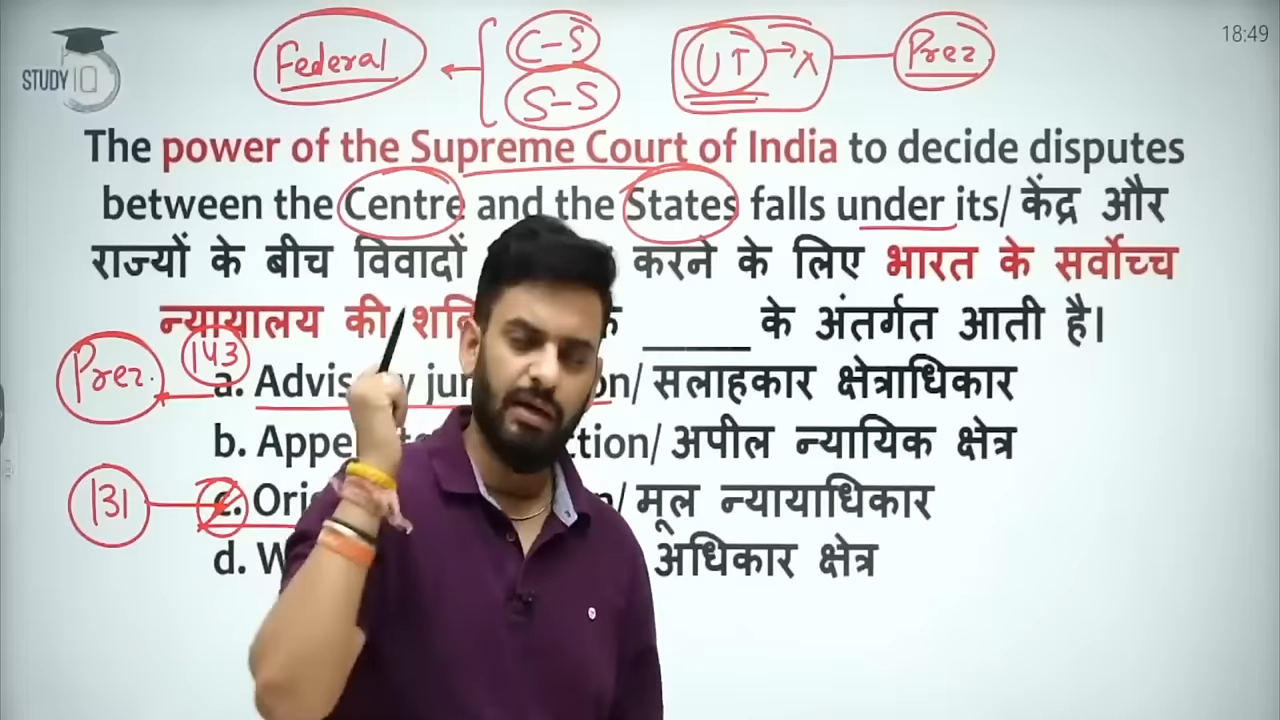 18:49
STUDY IQ
Federal
C-S
S-S
UT → X
Prez
The power of the Supreme Court of India to decide disputes
between the Centre and the States falls under its/ केंद्र और
राज्यों के बीच विवादों करने के लिए भारत के सर्वोच्च
न्यायालय की के अंतर्गत आती है।
Prez.
143
a. jur / सलाहकार क्षेत्राधिकार
b. / अपील न्यायिक क्षेत्र
131
c. / मूल न्यायाधिकार
d. अधिकार क्षेत्र